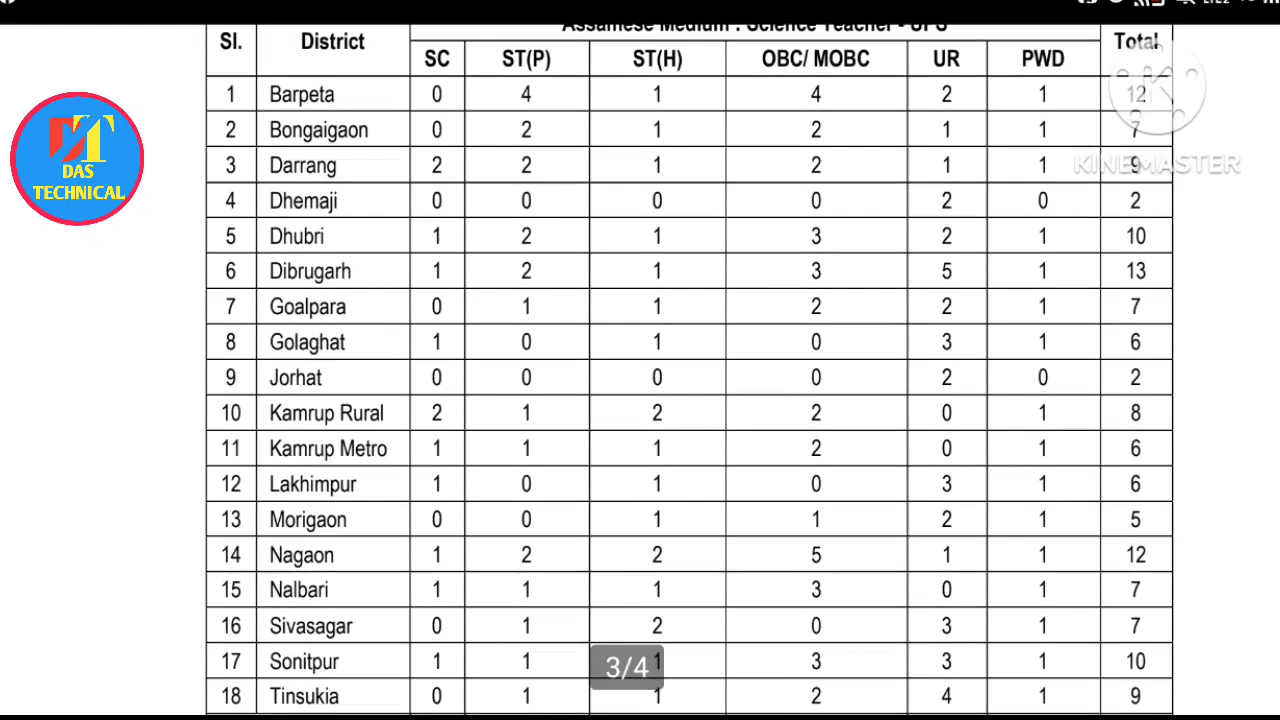 Assamese Medium : Science Teacher - UPS
Sl. District Total
SC ST(P) ST(H) OBC/ MOBC UR PWD
1 Barpeta 0 4 1 4 2 1 12
2 Bongaigaon 0 2 1 2 1 1 7
3 Darrang 2 2 1 2 1 1 9
4 Dhemaji 0 0 0 0 2 0 2
5 Dhubri 1 2 1 3 2 1 10
6 Dibrugarh 1 2 1 3 5 1 13
7 Goalpara 0 1 1 2 2 1 7
8 Golaghat 1 0 1 0 3 1 6
9 Jorhat 0 0 0 0 2 0 2
10 Kamrup Rural 2 1 2 2 0 1 8
11 Kamrup Metro 1 1 1 2 0 1 6
12 Lakhimpur 1 0 1 0 3 1 6
13 Morigaon 0 0 1 1 2 1 5
14 Nagaon 1 2 2 5 1 1 12
15 Nalbari 1 1 1 3 0 1 7
16 Sivasagar 0 1 2 0 3 1 7
17 Sonitpur 1 1 1 3 3 1 10
18 Tinsukia 0 1 1 2 4 1 9
3/4
DT
DAS
TECHNICAL
K
KINEMASTER